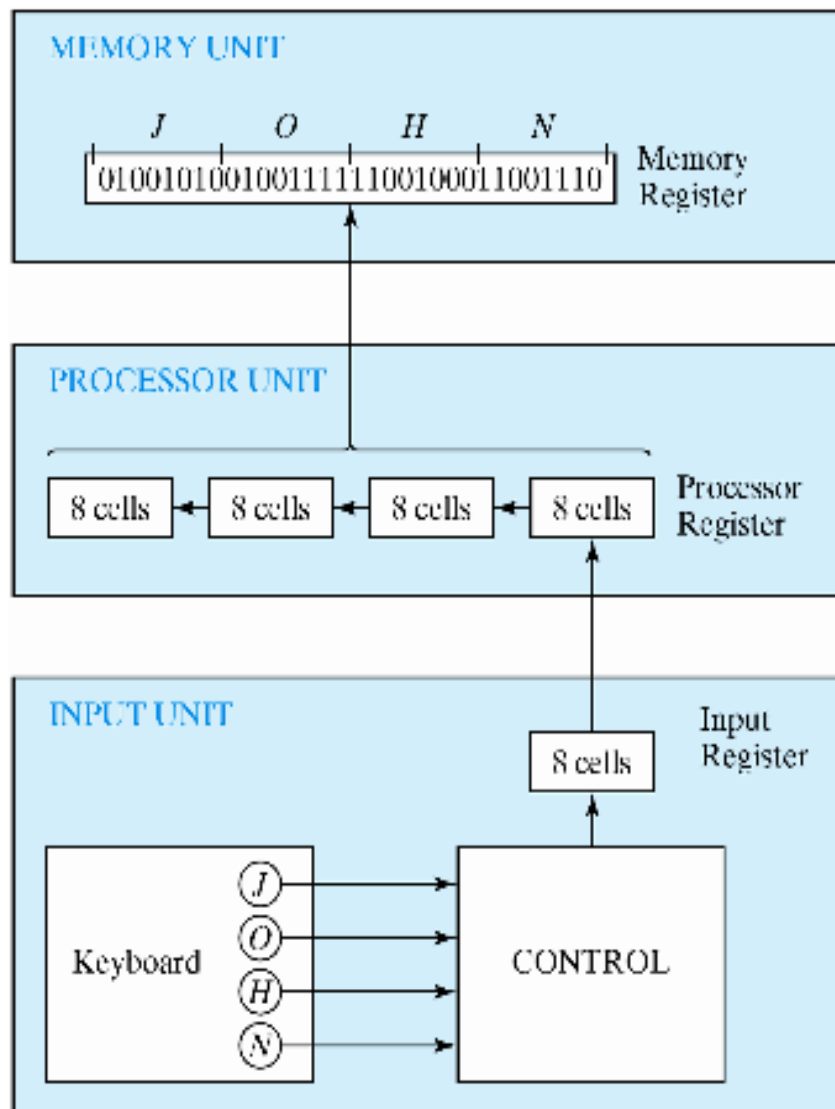 MEMORY UNIT
J O H N
01001010010011111100100011001110
Memory
Register
PROCESSOR UNIT
8 cells 8 cells 8 cells 8 cells
Processor
Register
INPUT UNIT
Input
Register
8 cells
J
O
Keyboard
CONTROL
H
N